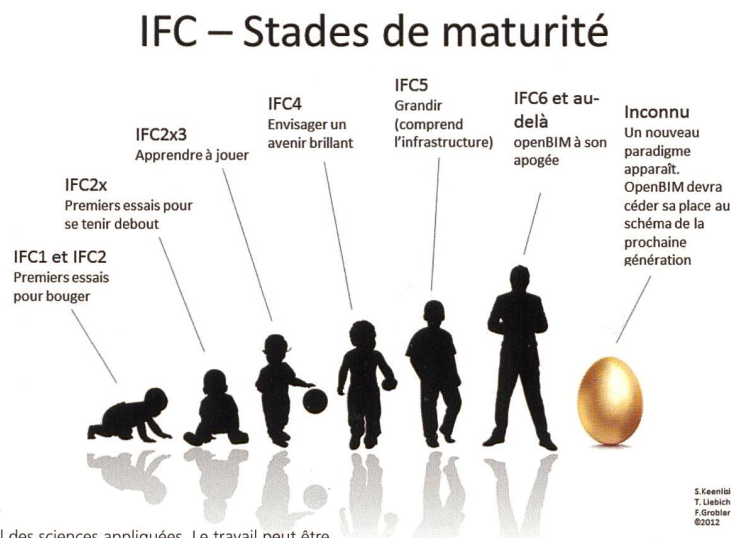 IFC – Stades de maturité
IFC1 et IFC2
Premiers essais
pour bouger
IFC2x
Premiers essais pour
se tenir debout
IFC2x3
Apprendre à jouer
IFC4
Envisager un
avenir brillant
IFC5
Grandir
(comprend
l'infrastructure)
IFC6 et au-
delà
openBIM à son
apogée
Inconnu
Un nouveau
paradigme
apparaît.
OpenBIM devra
céder sa place au
schéma de la
prochaine
génération
T. Liebich
F.Grobler
©2012
des sciences appliquées. Le travail peut être